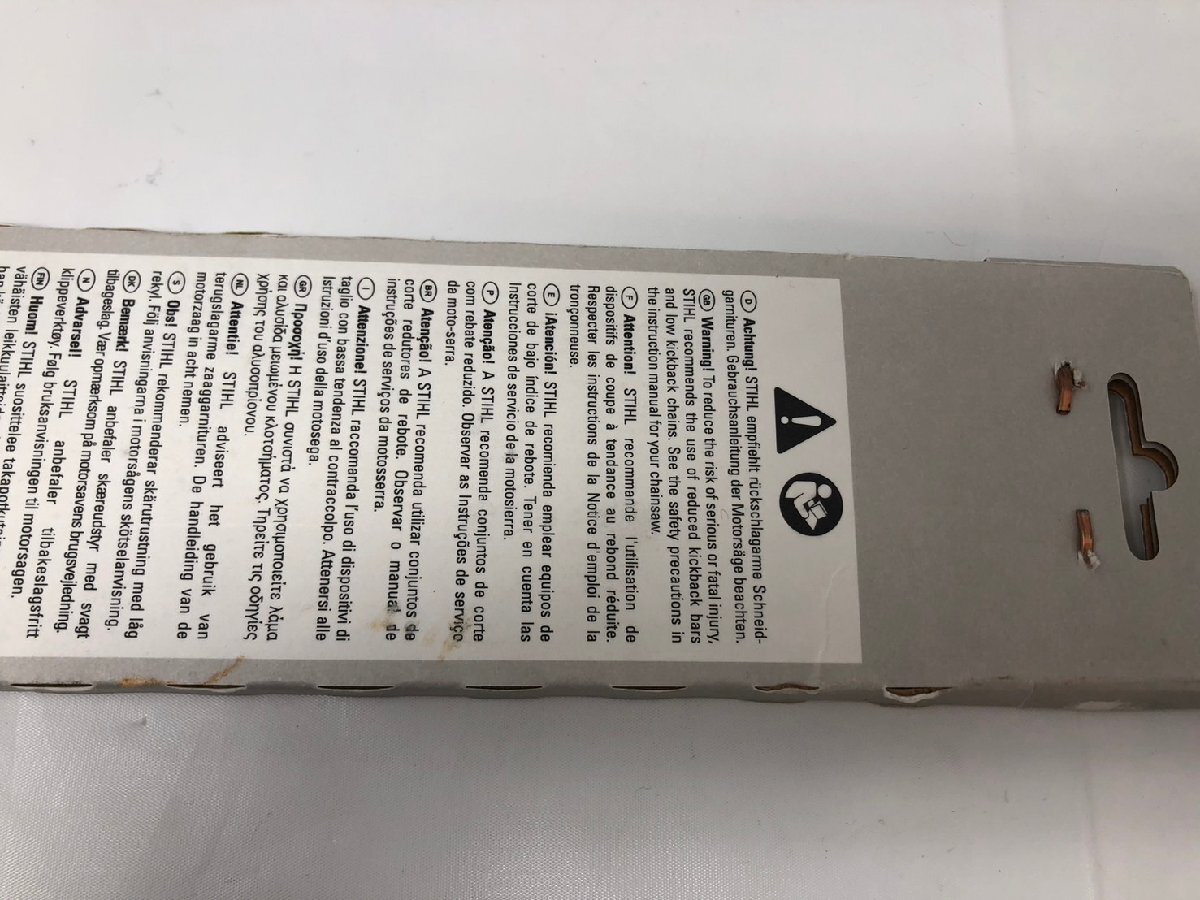 D Achtung! STIHL empfiehlt rückschlagarme Scheid-
garnituren. Gebrauchsanleitung der Motorsäge beachten.
GB Warning! To reduce the risk of serious or fatal injury,
STIHL recommends the use of reduced kickback bars
and low kickback chains. See the safety precautions in
the instruction manual for your chainsaw.
F Attention! STIHL recommande l'utilisation de
dispositifs de coupe à tendance au rebond réduite.
Respecter les instructions de la Notice d'emploi de la
tronçonneuse.
E ¡Atención! STIHL recomienda emplear equipos de
corte de bajo índice de rebote. Tener en cuenta las
Instrucciones de servicio de la motosierra.
P Atenção! A STIHL recomenda conjuntos de corte
com rebate reduzido. Observar as Instruções de serviço
da moto-serra.
BR Atenção! A STIHL recomenda utilizar conjuntos de
corte redutores de rebote. Observar o manual de
instruções de serviços da motosserra.
I Attenzione! STIHL raccomanda l'uso di dispositivi di
taglio con bassa tendenza al contraccolpo. Attenersi alle
Istruzioni d'uso della motosega.
GR Προσοχή! Η STIHL συνιστά να χρησιμοποιείτε λάμα
και αλυσίδα μειωμένου κλοτσήματος. Τηρείτε τις οδηγίες
χρήσης του αλυσοπρίονου.
NL Attentie! STIHL adviseert het gebruik van
terugslagarme zaaggarnituren. De handleiding van de
motorzaag in acht nemen.
S Obs! STIHL rekommenderar skärutrustning med låg
rekyl. Följ anvisningarna i motorsågens skötselanvisning.
DK Bemærk! STIHL anbefaler skæreudstyr med svagt
tilbageslag. Vær opmærksom på motorsavens brugsvejledning.
N Advarsel! STIHL anbefaler tilbakeslagsfritt
klippeverktøy. Følg bruksanvisningen til motorsagen.
FIN Huom! STIHL suosittelee
vähäisten